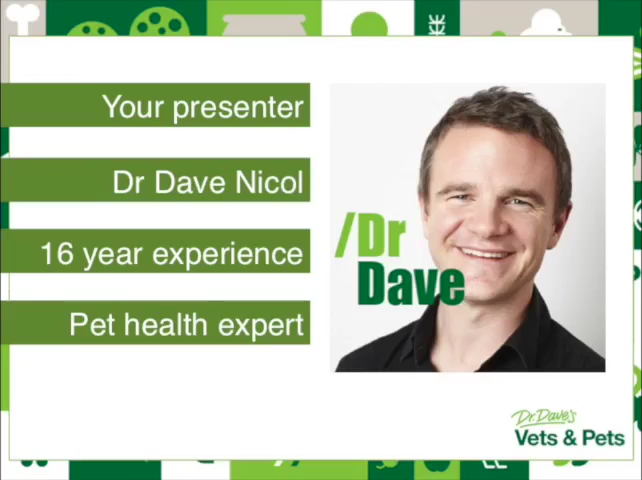 Your presenter
Dr Dave Nicol
16 year experience
Pet health expert
/Dr
Dave
Dr. Dave's
Vets & Pets